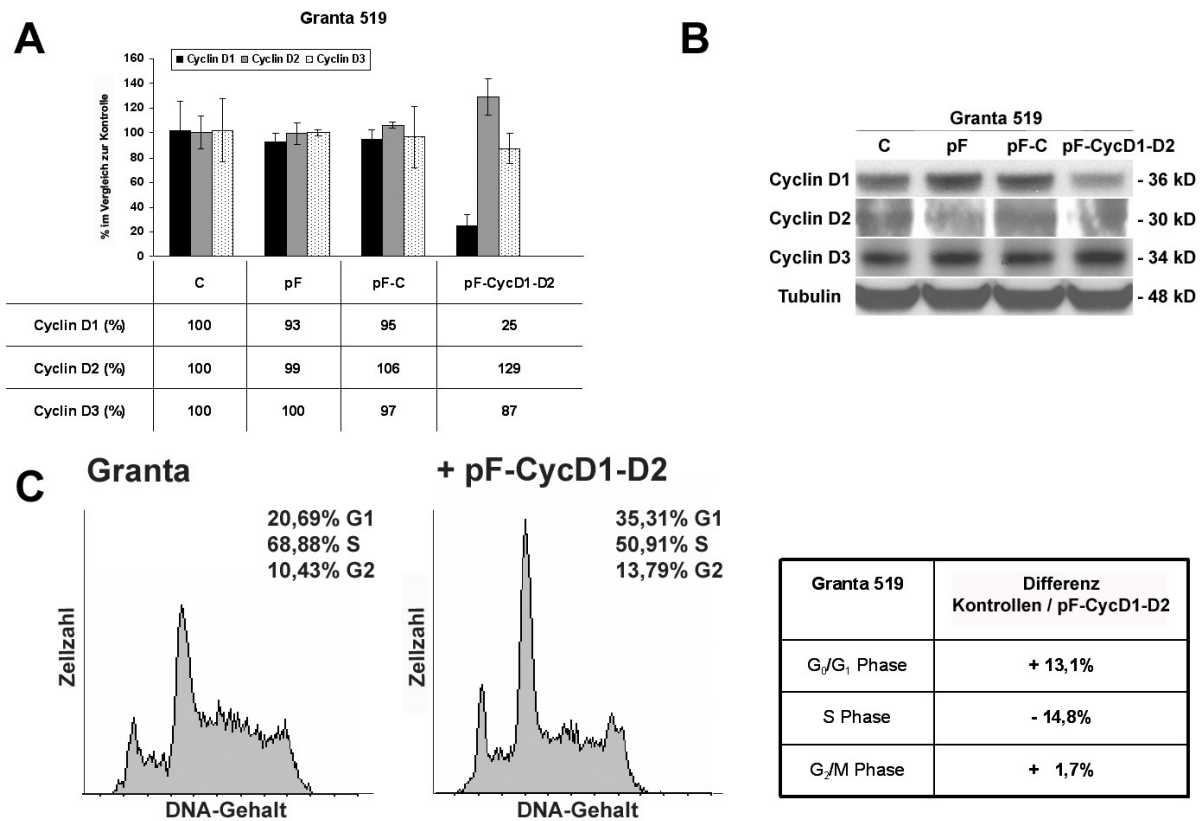 A
Granta 519
% im Vergleich zur Kontrolle
160
140
120
100
80
60
40
20
0
Cyclin D1 Cyclin D2 Cyclin D3
C pF pF-C pF-CycD1-D2
Cyclin D1 (%) 100 93 95 25
Cyclin D2 (%) 100 99 106 129
Cyclin D3 (%) 100 100 97 87
B
Granta 519
C pF pF-C pF-CycD1-D2
Cyclin D1 - 36 kD
Cyclin D2 - 30 kD
Cyclin D3 - 34 kD
Tubulin - 48 kD
C
Granta
20,69% G1
68,88% S
10,43% G2
Zellzahl
DNA-Gehalt
+ pF-CycD1-D2
35,31% G1
50,91% S
13,79% G2
Zellzahl
DNA-Gehalt
Granta 519 Differenz
Kontrollen / pF-CycD1-D2
G₀/G₁ Phase + 13,1%
S Phase - 14,8%
G₂/M Phase + 1,7%